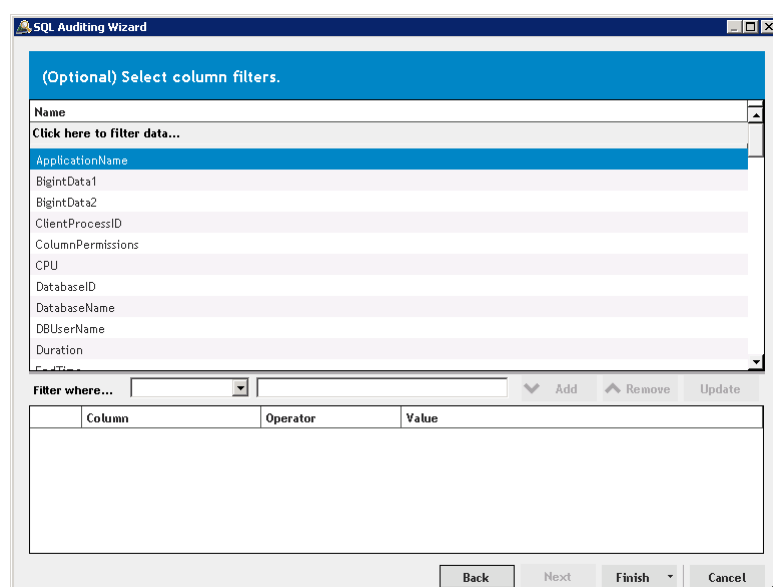 SQL Auditing Wizard
(Optional) Select column filters.
Name
Click here to filter data...
ApplicationName
BigintData1
BigintData2
ClientProcessID
ColumnPermissions
CPU
DatabaseID
DatabaseName
DBUserName
Duration
EndTime
Filter where... Add Remove Update
Column Operator Value
Back Next Finish Cancel